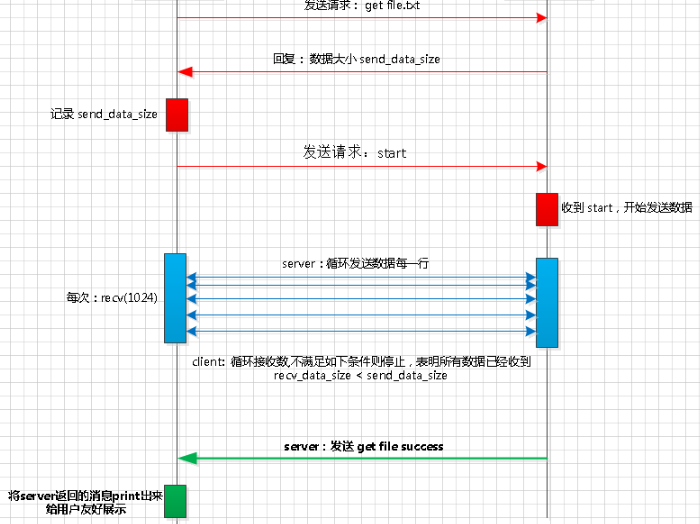 发送请求： get file.txt
回复： 数据大小 send_data_size
记录 send_data_size
发送请求：start
收到 start，开始发送数据
server：循环发送数据每一行
每次：recv(1024)
client: 循环接收数,不满足如下条件则停止，表明所有数据已经收到
recv_data_size < send_data_size
server：发送 get file success
将server返回的消息print出来
给用户友好展示